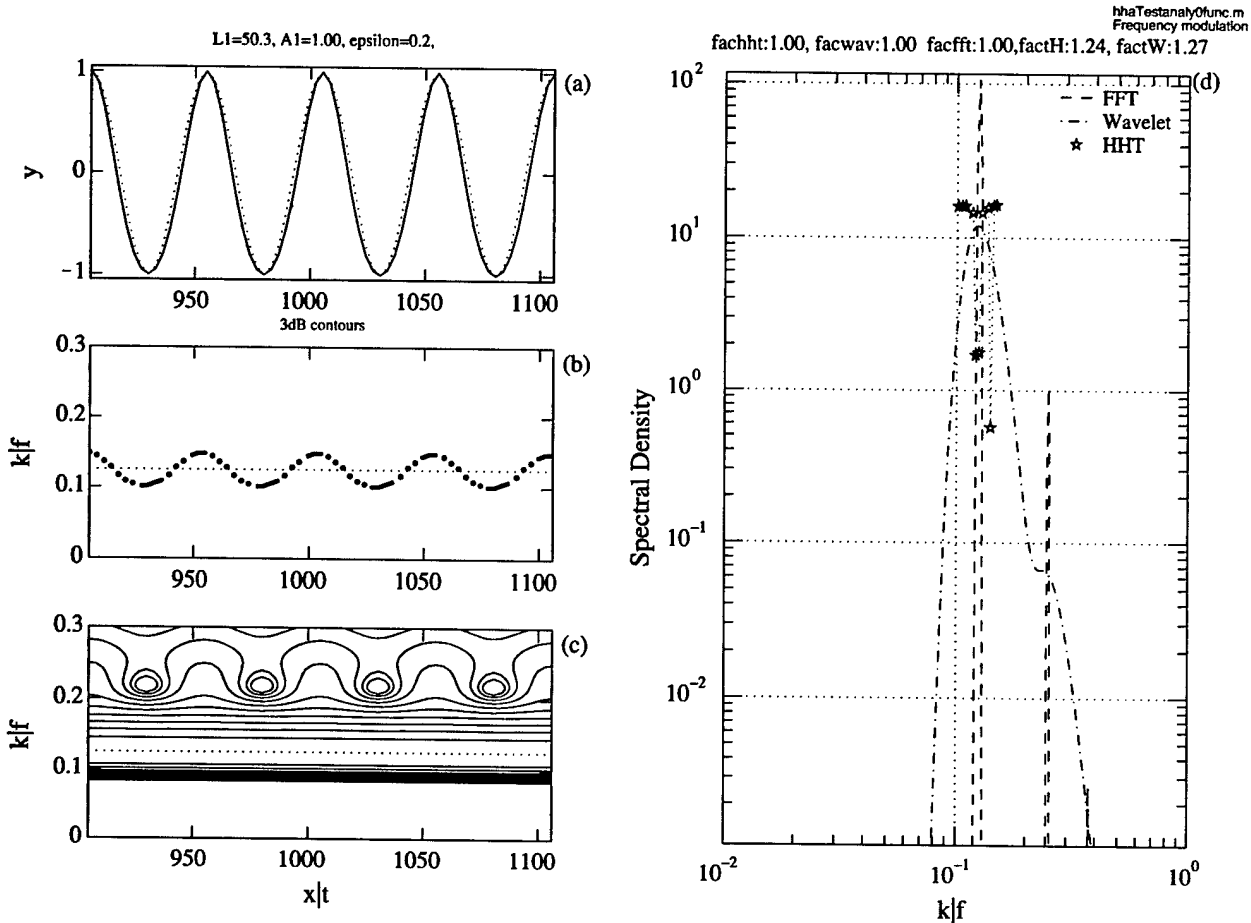 hhaTestanaly0func.m
Frequency modulation
L1=50.3, A1=1.00, epsilon=0.2,
fachht:1.00, facwav:1.00 facfft:1.00,factH:1.24, factW:1.27
(a)
1
0
−1
y
950 1000 1050 1100
3dB contours
(b)
0.3
0.2
0.1
0
k|f
950 1000 1050 1100
(c)
0.3
0.2
0.1
0
k|f
950 1000 1050 1100
x|t
(d)
FFT
Wavelet
HHT
10^2
10^1
10^0
10^−1
10^−2
Spectral Density
10^−2 10^−1 10^0
k|f